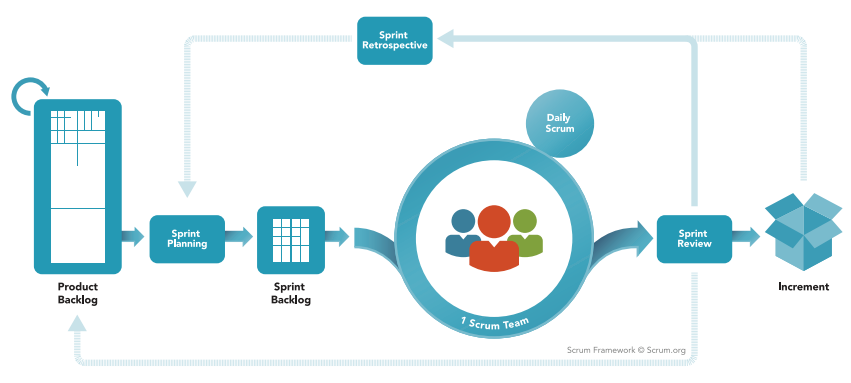 Sprint
Retrospective
Daily
Scrum
Sprint
Planning
Sprint
Review
Product
Backlog
Sprint
Backlog
Increment
1 Scrum Team
Scrum Framework © Scrum.org